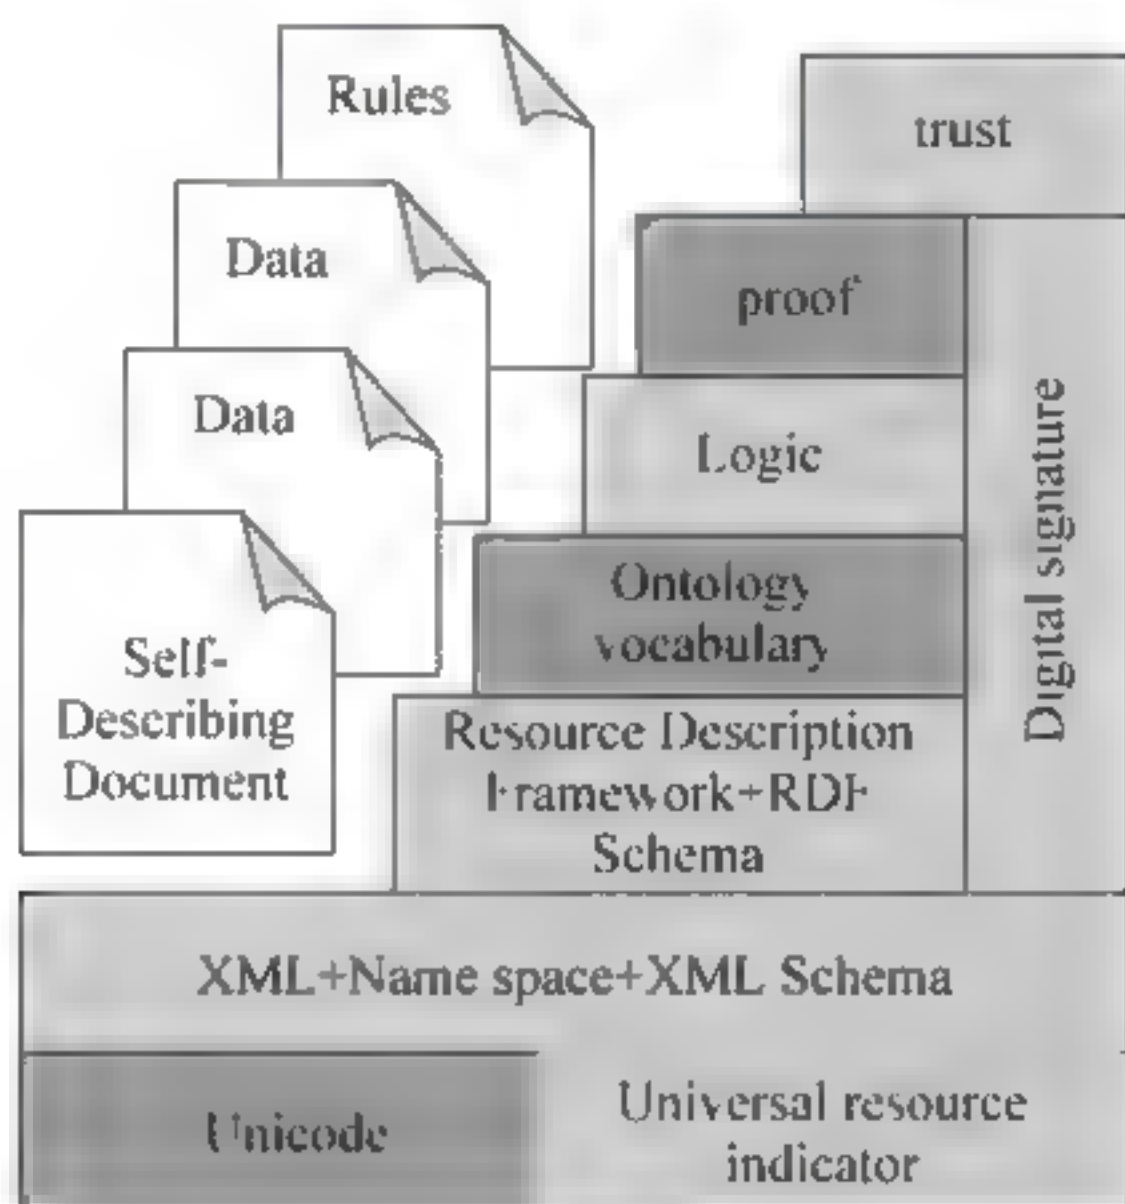 Rules
trust
Data
proof
Data
Logic
Digital signature
Ontology
vocabulary
Self-
Describing
Document
Resource Description
Framework+RDF
Schema
XML+Name space+XML Schema
Unicode
Universal resource
indicator